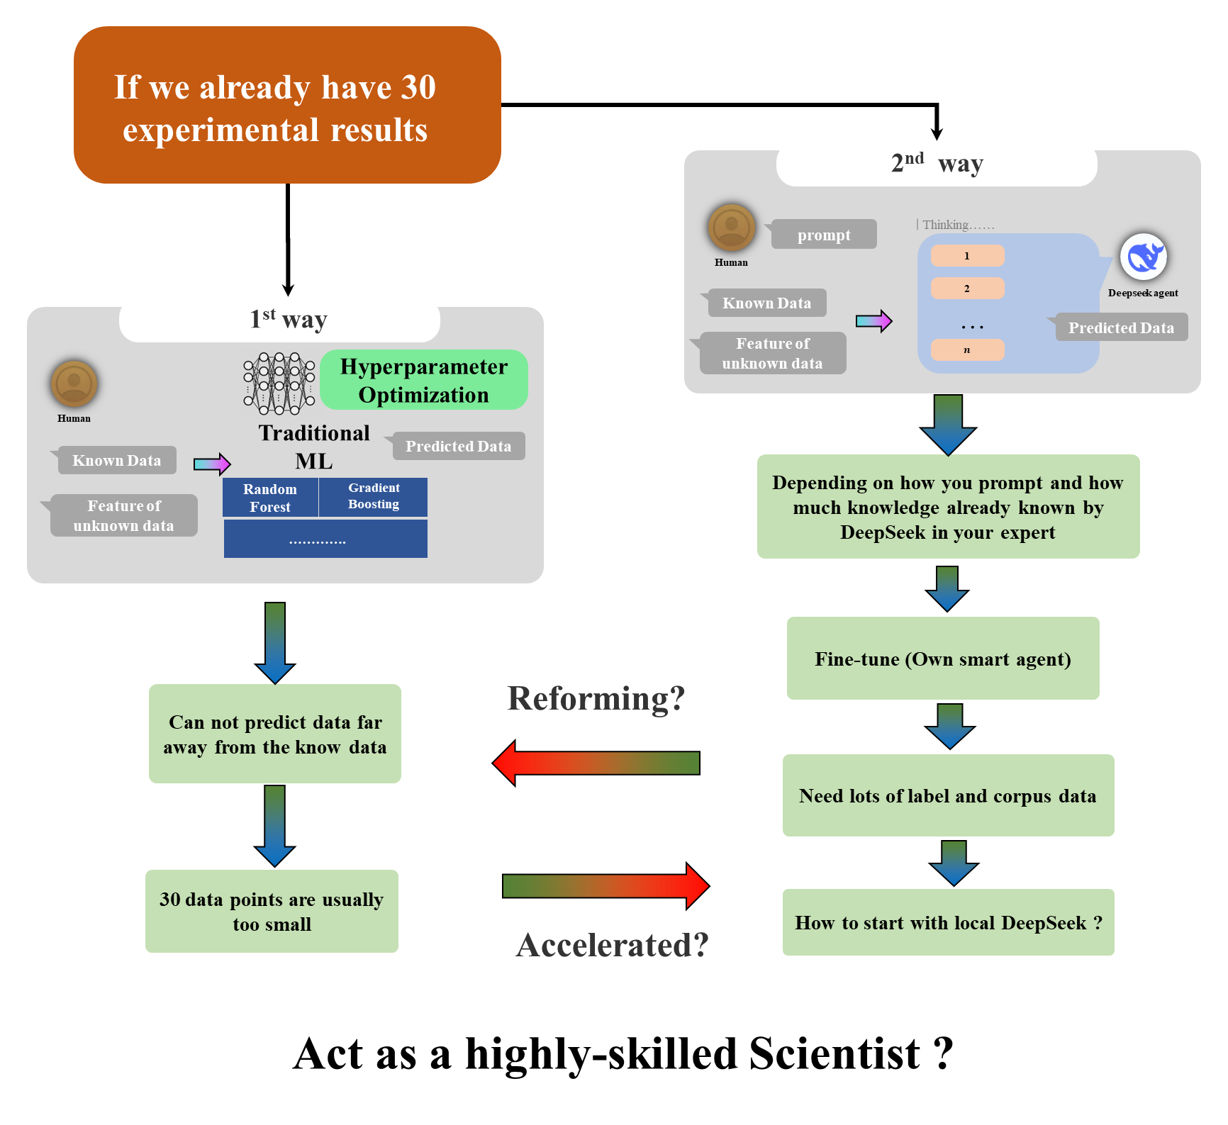 If we already have 30
experimental results
1st way
Human
Hyperparameter
Optimization
Traditional
ML
Known Data
Predicted Data
Feature of
unknown data
Random
Forest
Gradient
Boosting
.............
Can not predict data far
away from the know data
30 data points are usually
too small
2nd way
Human
prompt
Thinking……
1
2
...
n
Deepseek agent
Known Data
Feature of
unknown data
Predicted Data
Depending on how you prompt and how
much knowledge already known by
DeepSeek in your expert
Fine-tune (Own smart agent)
Need lots of label and corpus data
How to start with local DeepSeek ?
Reforming?
Accelerated?
Act as a highly-skilled Scientist ?